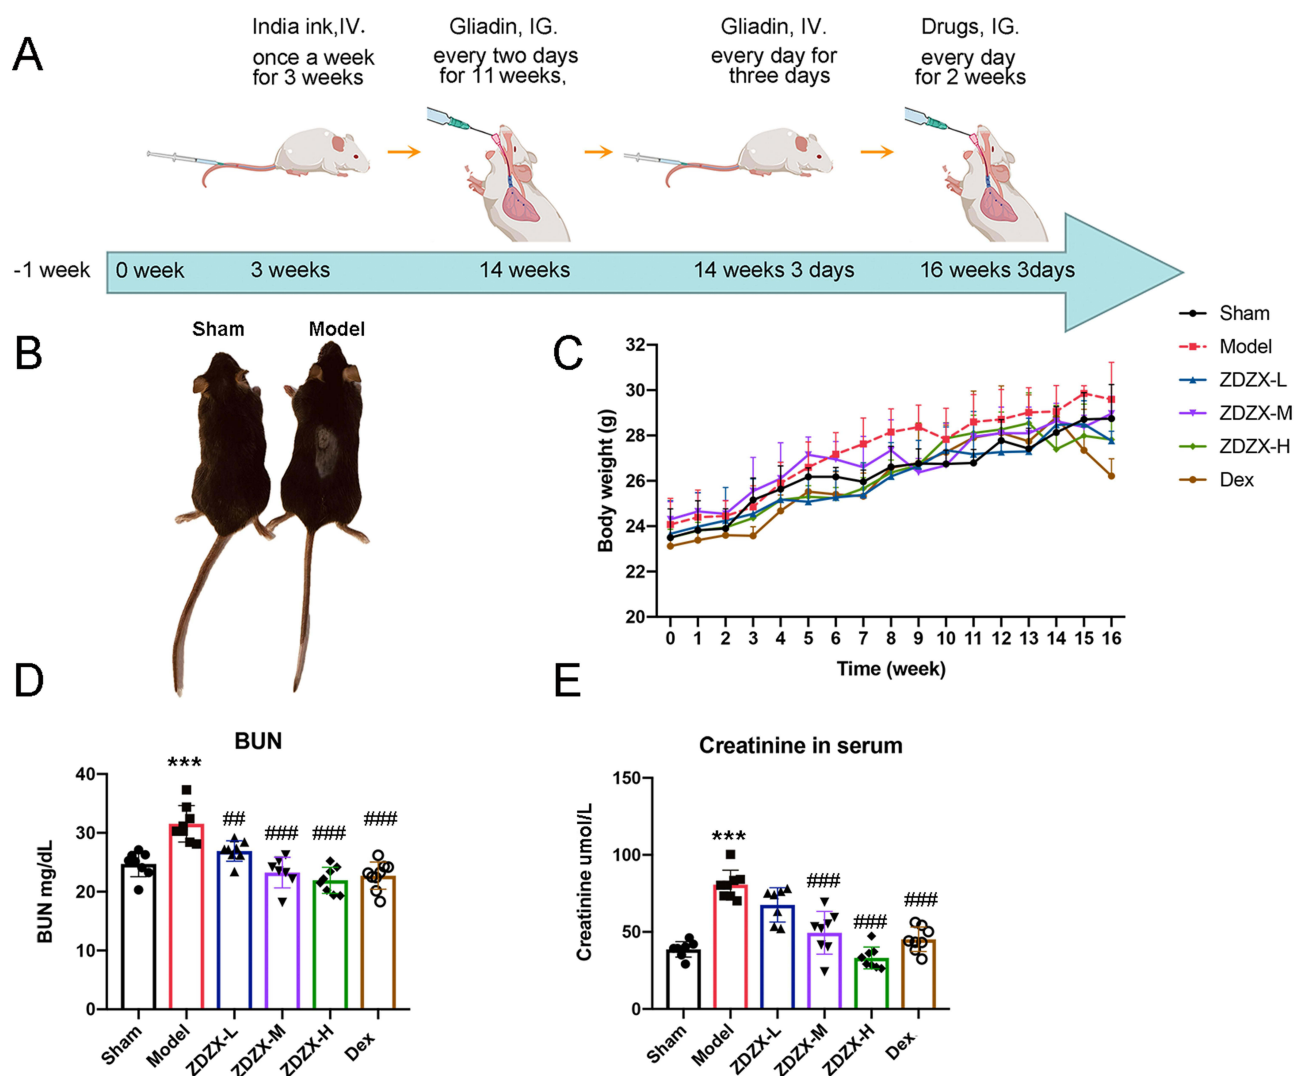 A
India ink,IV.
once a week
for 3 weeks
Gliadin, IG.
every two days
for 11 weeks,
Gliadin, IV.
every day for
three days
Drugs, IG.
every day
for 2 weeks
-1 week
0 week
3 weeks
14 weeks
14 weeks 3 days
16 weeks 3days
B
Sham
Model
C
Body weight (g)
32
30
28
26
24
22
20
0 1 2 3 4 5 6 7 8 9 10 11 12 13 14 15 16
Time (week)
Sham
Model
ZDZX-L
ZDZX-M
ZDZX-H
Dex
D
BUN
BUN mg/dL
40
30
20
10
0
***
##
###
###
###
Sham
Model
ZDZX-L
ZDZX-M
ZDZX-H
Dex
E
Creatinine in serum
Creatinine umol/L
150
100
50
0
***
###
###
###
Sham
Model
ZDZX-L
ZDZX-M
ZDZX-H
Dex